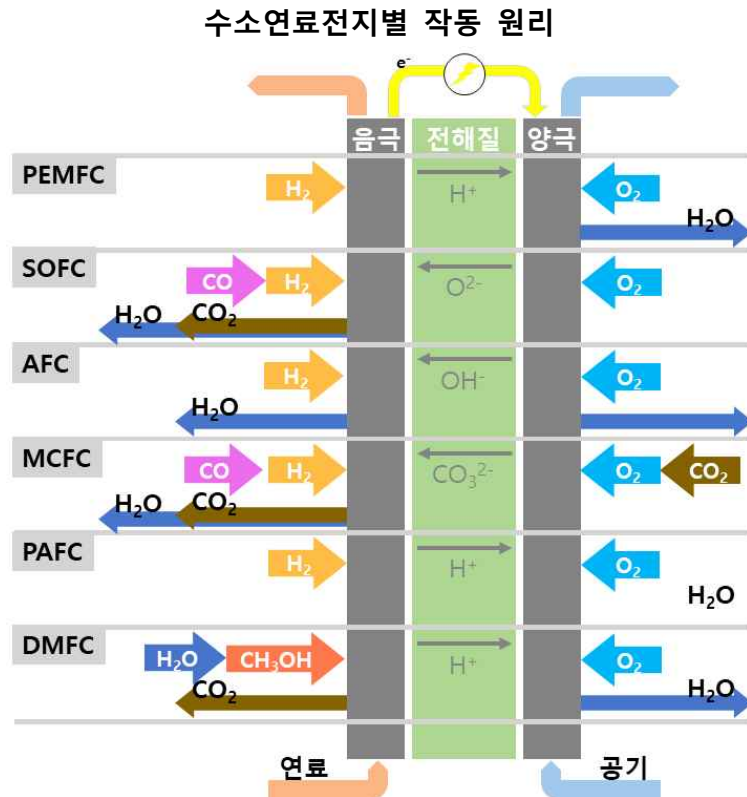 수소연료전지별 작동 원리
e-
음극 전해질 양극
PEMFC
H₂ H⁺ O₂
H₂O
SOFC
CO H₂ O²⁻ O₂
H₂O CO₂
AFC
H₂ OH⁻ O₂
H₂O
MCFC
CO H₂ CO₃²⁻ O₂ CO₂
H₂O CO₂
PAFC
H₂ H⁺ O₂
H₂O
DMFC
H₂O CH₃OH H⁺ O₂
CO₂ H₂O
연료 공기